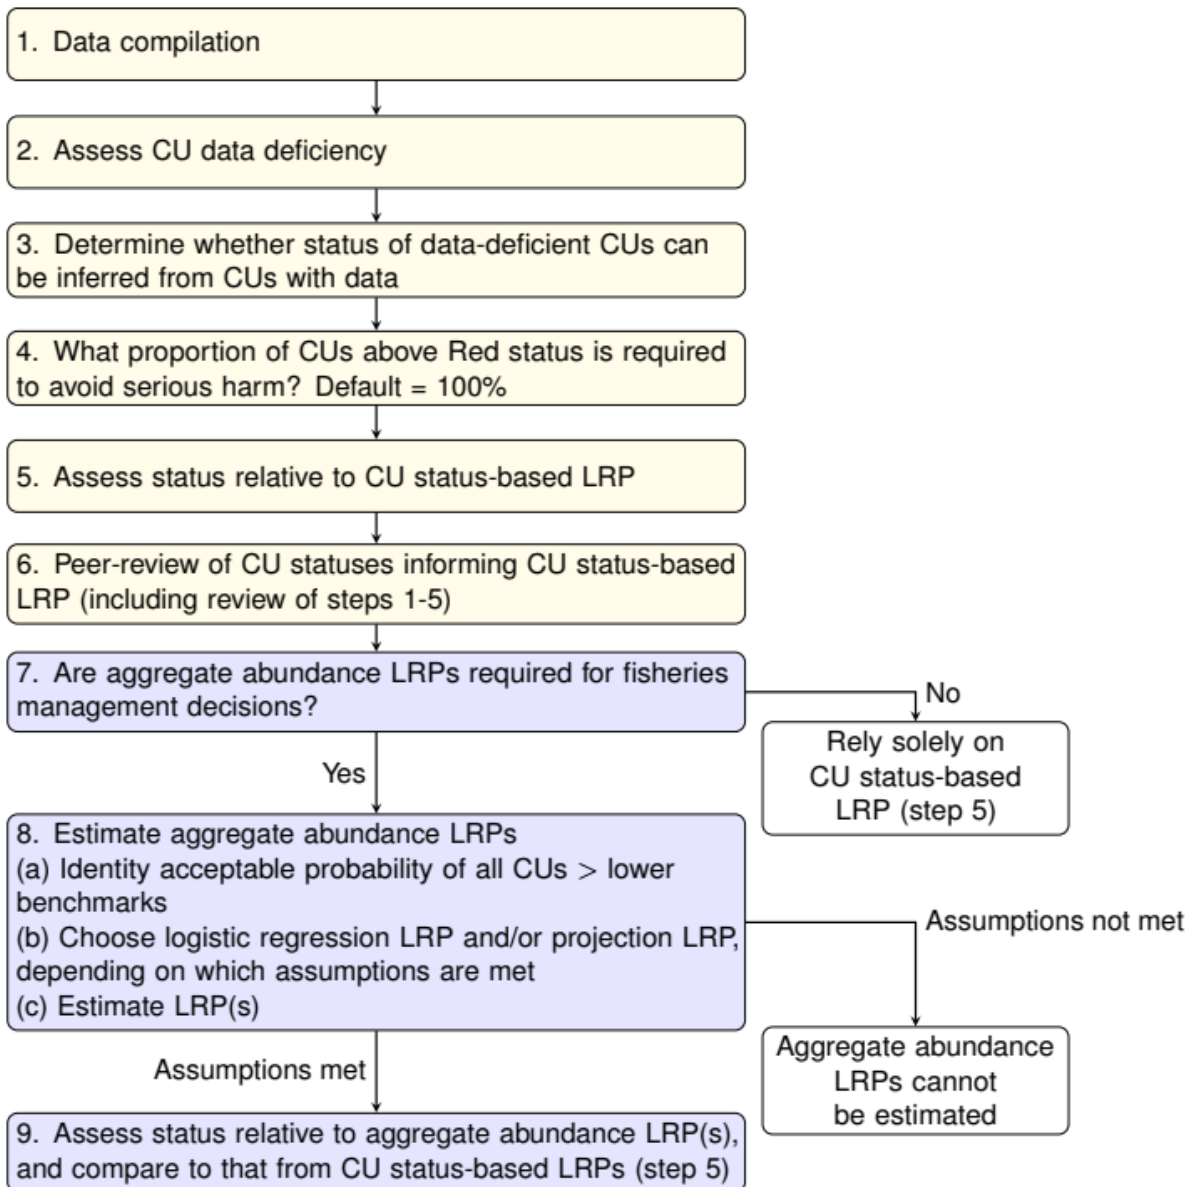 1. Data compilation
2. Assess CU data deficiency
3. Determine whether status of data-deficient CUs can
be inferred from CUs with data
4. What proportion of CUs above Red status is required
to avoid serious harm? Default = 100%
5. Assess status relative to CU status-based LRP
6. Peer-review of CU statuses informing CU status-based
LRP (including review of steps 1-5)
7. Are aggregate abundance LRPs required for fisheries
management decisions?
No
Rely solely on
CU status-based
LRP (step 5)
Yes
8. Estimate aggregate abundance LRPs
(a) Identity acceptable probability of all CUs > lower
benchmarks
(b) Choose logistic regression LRP and/or projection LRP,
depending on which assumptions are met
(c) Estimate LRP(s)
Assumptions not met
Aggregate abundance
LRPs cannot
be estimated
Assumptions met
9. Assess status relative to aggregate abundance LRP(s),
and compare to that from CU status-based LRPs (step 5)